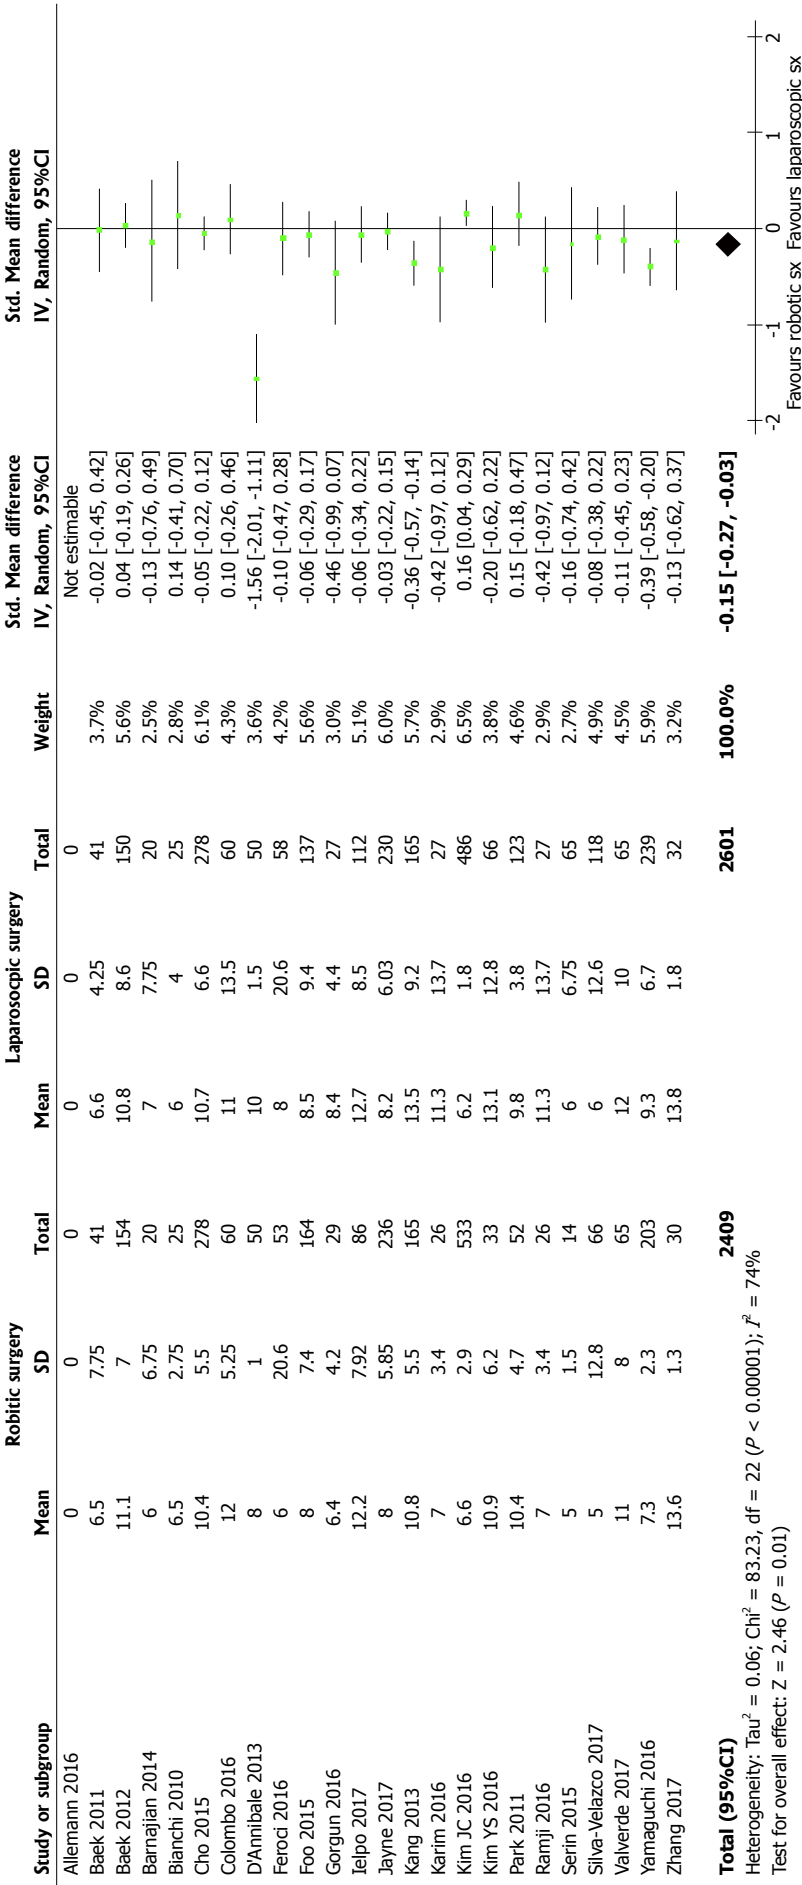 Robitic surgery Laparosocpic surgery Std. Mean difference Std. Mean difference
Study or subgroup Mean SD Total Mean SD Total Weight IV, Random, 95%CI IV, Random, 95%CI
Allemann 2016 0 0 0 0 0 0 Not estimable
Baek 2011 6.5 7.75 41 6.6 4.25 41 3.7% -0.02 [-0.45, 0.42]
Baek 2012 11.1 7 154 10.8 8.6 150 5.6% 0.04 [-0.19, 0.26]
Barnajian 2014 6 6.75 20 7 7.75 20 2.5% -0.13 [-0.76, 0.49]
Bianchi 2010 6.5 2.75 25 6 4 25 2.8% 0.14 [-0.41, 0.70]
Cho 2015 10.4 5.5 278 10.7 6.6 278 6.1% -0.05 [-0.22, 0.12]
Colombo 2016 12 5.25 60 11 13.5 60 4.3% 0.10 [-0.26, 0.46]
D'Annibale 2013 8 1 50 10 1.5 50 3.6% -1.56 [-2.01, -1.11]
Feroci 2016 6 20.6 53 8 20.6 58 4.2% -0.10 [-0.47, 0.28]
Foo 2015 8 7.4 164 8.5 9.4 137 5.6% -0.06 [-0.29, 0.17]
Gorgun 2016 6.4 4.2 29 8.4 4.4 27 3.0% -0.46 [-0.99, 0.07]
Ielpo 2017 12.2 7.92 86 12.7 8.5 112 5.1% -0.06 [-0.34, 0.22]
Jayne 2017 8 5.85 236 8.2 6.03 230 6.0% -0.03 [-0.22, 0.15]
Kang 2013 10.8 5.5 165 13.5 9.2 165 5.7% -0.36 [-0.57, -0.14]
Karim 2016 7 3.4 26 11.3 13.7 27 2.9% -0.42 [-0.97, 0.12]
Kim JC 2016 6.6 2.9 533 6.2 1.8 486 6.5% 0.16 [0.04, 0.29]
Kim YS 2016 10.9 6.2 33 13.1 12.8 66 3.8% -0.20 [-0.62, 0.22]
Park 2011 10.4 4.7 52 9.8 3.8 123 4.6% 0.15 [-0.18, 0.47]
Ramji 2016 7 3.4 26 11.3 13.7 27 2.9% -0.42 [-0.97, 0.12]
Serin 2015 5 1.5 14 6 6.75 65 2.7% -0.16 [-0.74, 0.42]
Silva-Velazco 2017 5 12.8 66 6 12.6 118 4.9% -0.08 [-0.38, 0.22]
Valverde 2017 11 8 65 12 10 65 4.5% -0.11 [-0.45, 0.23]
Yamaguchi 2016 7.3 2.3 203 9.3 6.7 239 5.9% -0.39 [-0.58, -0.20]
Zhang 2017 13.6 1.3 30 13.8 1.8 32 3.2% -0.13 [-0.62, 0.37]
Total (95%CI) 2409 2601 100.0% -0.15 [-0.27, -0.03]
Heterogeneity: Tau² = 0.06; Chi² = 83.23, df = 22 (P < 0.00001); I² = 74%
Test for overall effect: Z = 2.46 (P = 0.01)
-2 -1 0 1 2
Favours robotic sx Favours laparoscopic sx